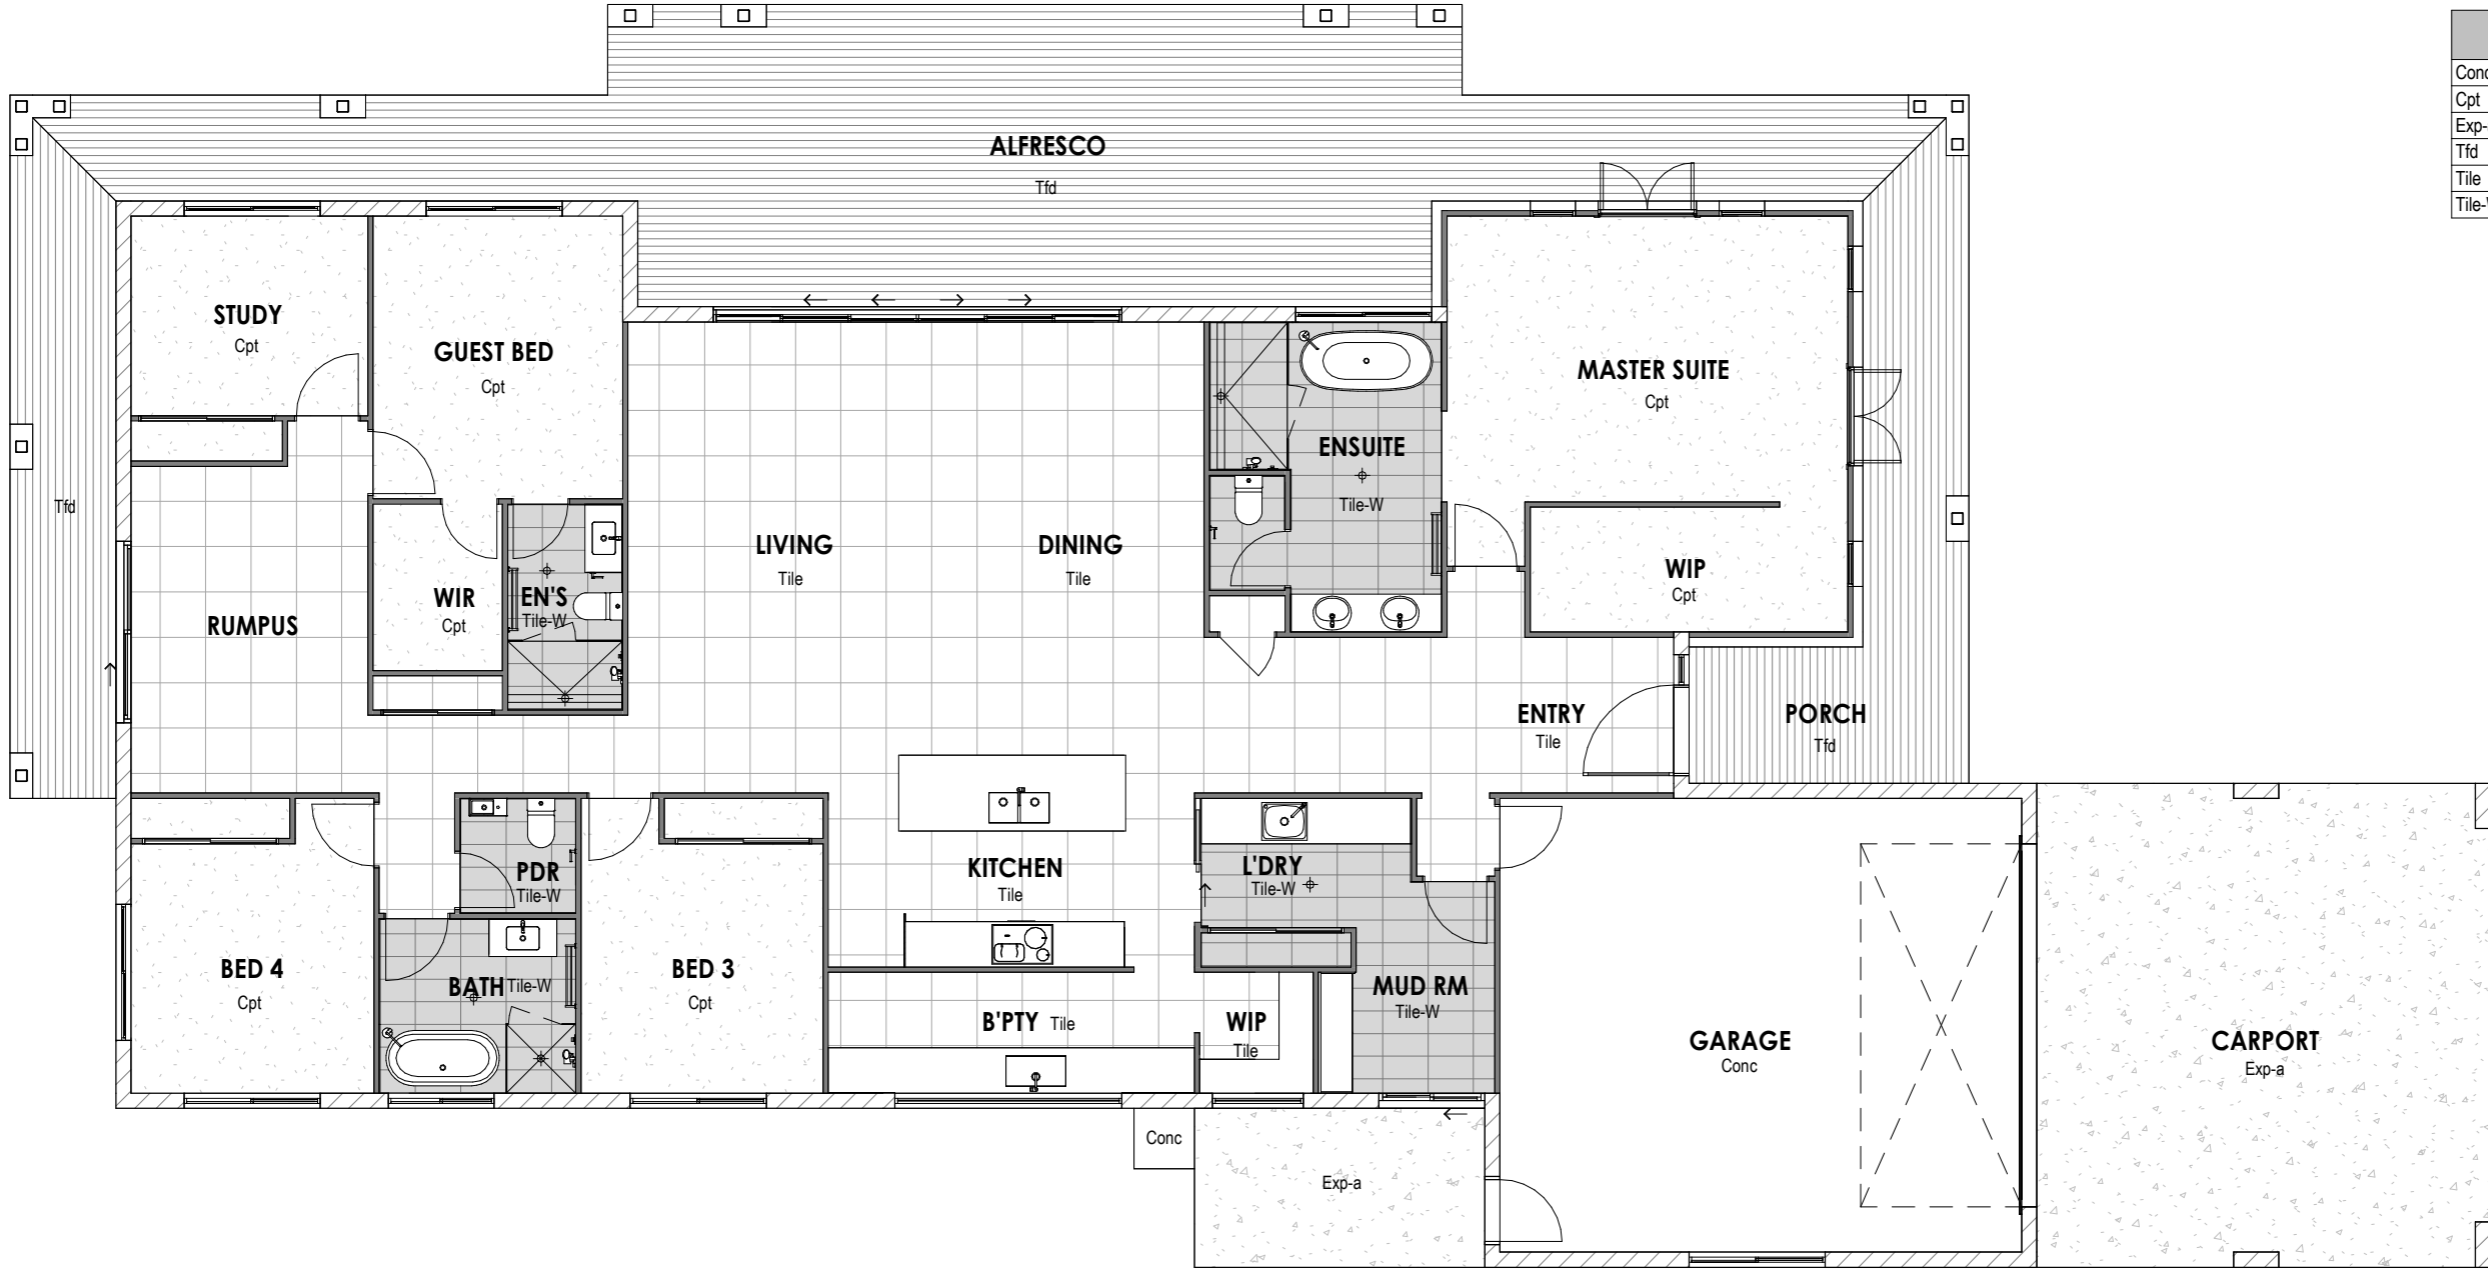 Cpt
Tfd
Tile
ALFRESCO
Tfd
STUDY
Cpt
GUEST BED
Cpt
MASTER SUITE
Cpt
ENSUITE
Tile-W
Tfd
LIVING
Tile
DINING
Tile
WIP
Cpt
WIR
Cpt
EN'S
Tile-W
RUMPUS
ENTRY
Tile
PORCH
Tfd
PDR
Tile-W
KITCHEN
Tile
L'DRY
Tile-W
BED 4
Cpt
BATH Tile-W
BED 3
Cpt
MUD RM
Tile-W
B'PTY Tile
WIP
Tile
GARAGE
Conc
CARPORT
Exp-a
Conc
Exp-a